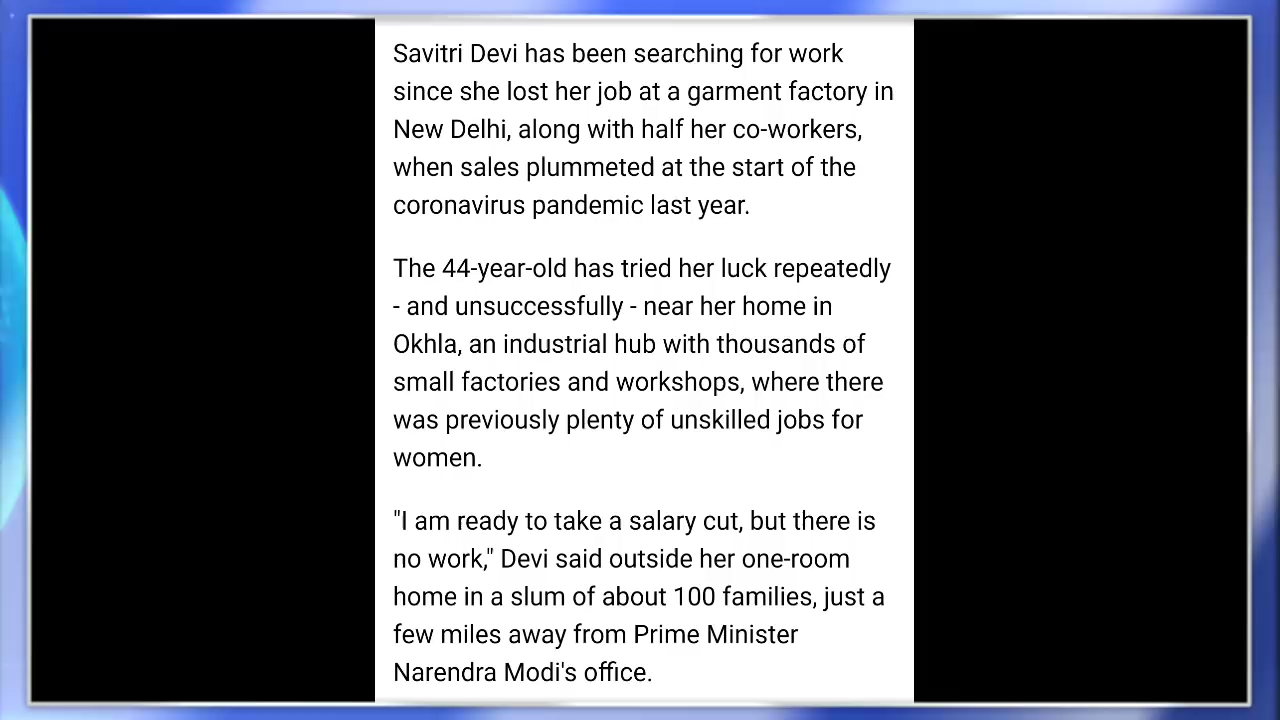 Savitri Devi has been searching for work
since she lost her job at a garment factory in
New Delhi, along with half her co-workers,
when sales plummeted at the start of the
coronavirus pandemic last year.
The 44-year-old has tried her luck repeatedly
- and unsuccessfully - near her home in
Okhla, an industrial hub with thousands of
small factories and workshops, where there
was previously plenty of unskilled jobs for
women.
"I am ready to take a salary cut, but there is
no work," Devi said outside her one-room
home in a slum of about 100 families, just a
few miles away from Prime Minister
Narendra Modi's office.